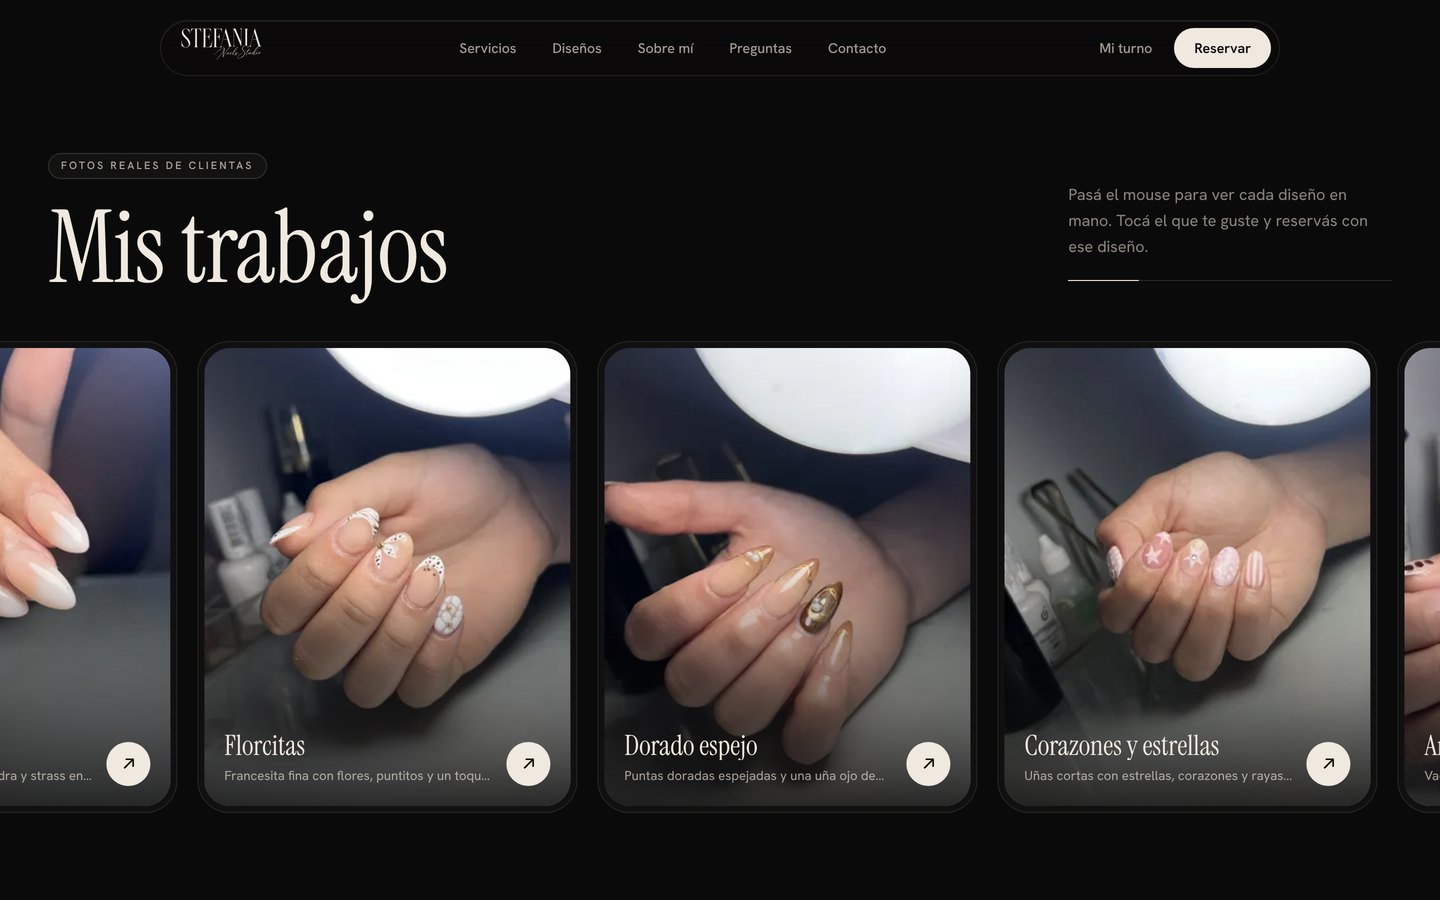 STEFANIA
Nails Studio
Servicios
Diseños
Sobre mí
Preguntas
Contacto
Mi turno
Reservar
FOTOS REALES DE CLIENTAS
Mis trabajos
Pasá el mouse para ver cada diseño en
mano. Tocá el que te guste y reservás con
ese diseño.
dra y strass en...
Florcitas
Francesita fina con flores, puntitos y un toqu...
Dorado espejo
Puntas doradas espejadas y una uña ojo de...
Corazones y estrellas
Uñas cortas con estrellas, corazones y rayas...